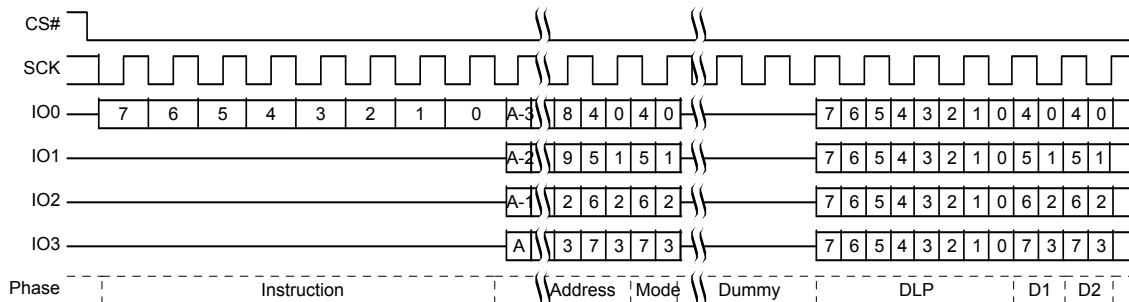 CS#
SCK
IO0 7 6 5 4 3 2 1 0 A-3 8 4 0 4 0 7 6 5 4 3 2 1 0 4 0 4 0
IO1 A-2 9 5 1 5 1 7 6 5 4 3 2 1 0 5 1 5 1
IO2 A-1 2 6 2 6 2 7 6 5 4 3 2 1 0 6 2 6 2
IO3 A 3 7 3 7 3 7 6 5 4 3 2 1 0 7 3 7 3
Phase Instruction Address Mode Dummy DLP D1 D2